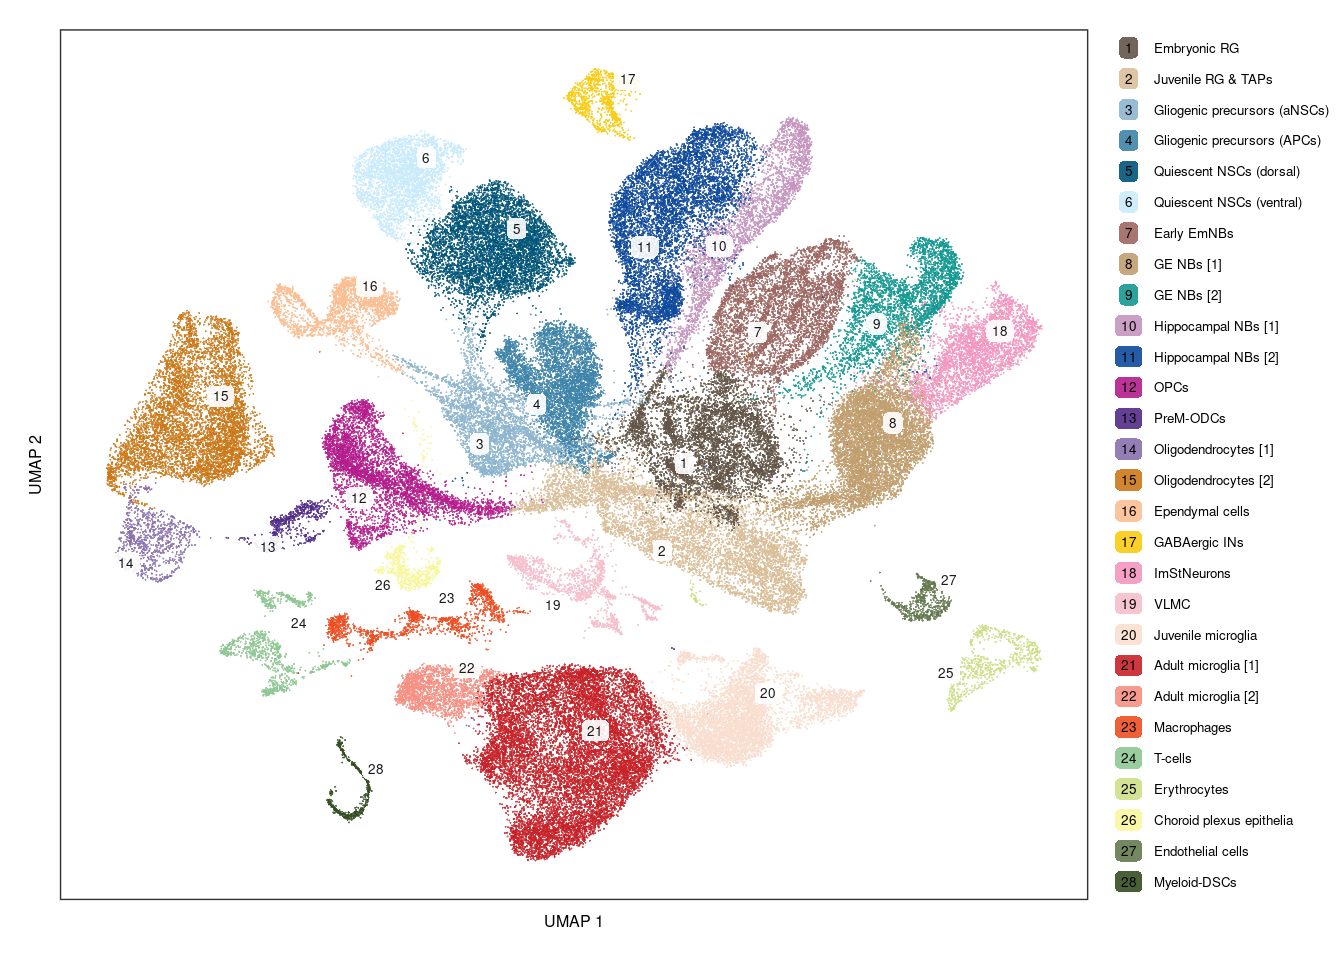 17
6
5
11
10
16
7
9
18
15
4
8
3
1
12
13
14
2
26
27
23
19
24
22
25
20
21
28
UMAP 1
UMAP 2
1 Embryonic RG
2 Juvenile RG & TAPs
3 Gliogenic precursors (aNSCs)
4 Gliogenic precursors (APCs)
5 Quiescent NSCs (dorsal)
6 Quiescent NSCs (ventral)
7 Early EmNBs
8 GE NBs [1]
9 GE NBs [2]
10 Hippocampal NBs [1]
11 Hippocampal NBs [2]
12 OPCs
13 PreM-ODCs
14 Oligodendrocytes [1]
15 Oligodendrocytes [2]
16 Ependymal cells
17 GABAergic INs
18 ImStNeurons
19 VLMC
20 Juvenile microglia
21 Adult microglia [1]
22 Adult microglia [2]
23 Macrophages
24 T-cells
25 Erythrocytes
26 Choroid plexus epithelia
27 Endothelial cells
28 Myeloid-DSCs